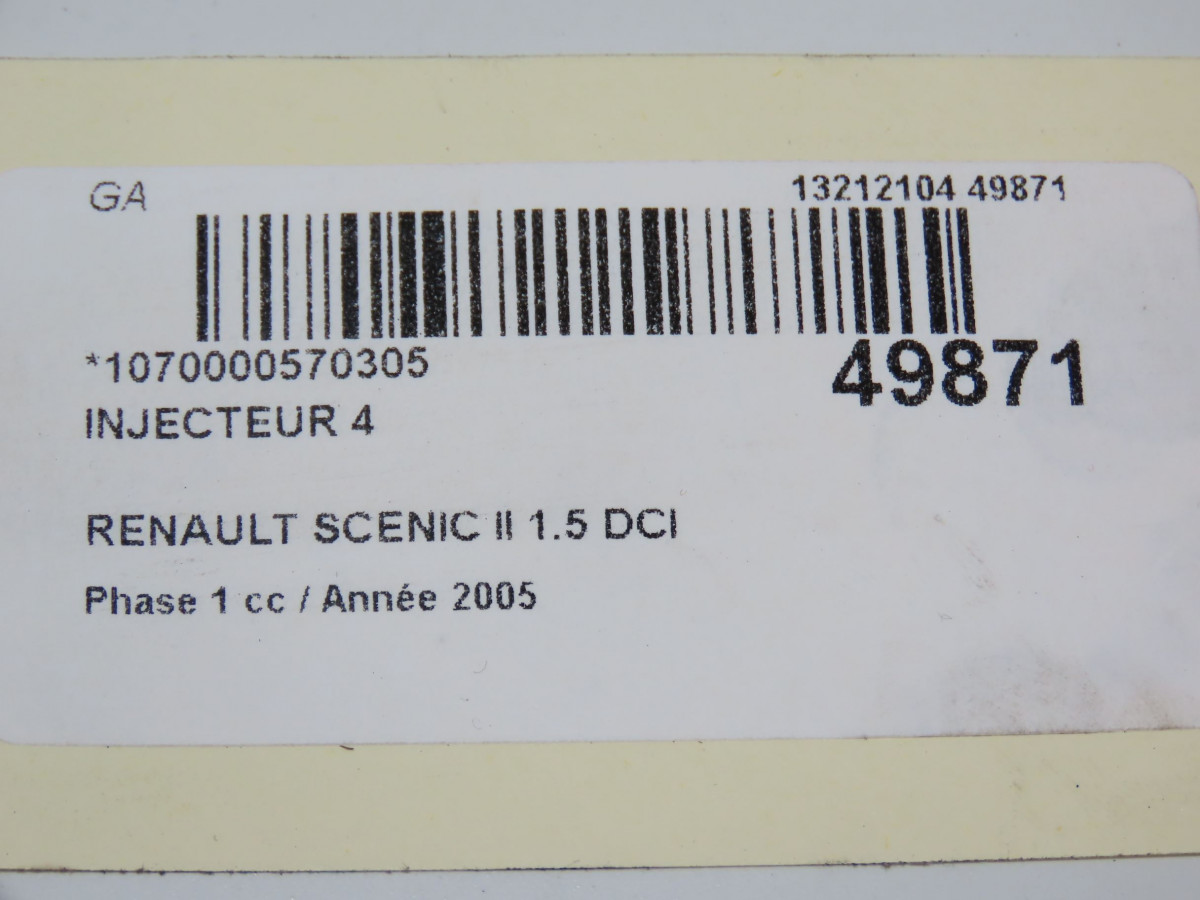 GA
13212104 49871
*1070000570305
49871
INJECTEUR 4
RENAULT SCENIC II 1.5 DCI
Phase 1 cc / Année 2005